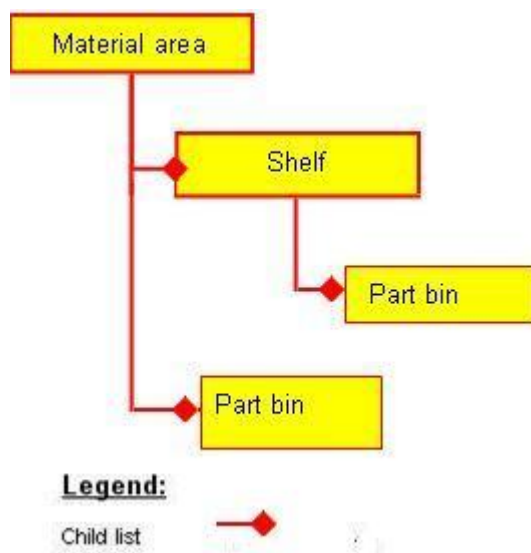 Material area
Shelf
Part bin
Part bin
Legend:
Child list